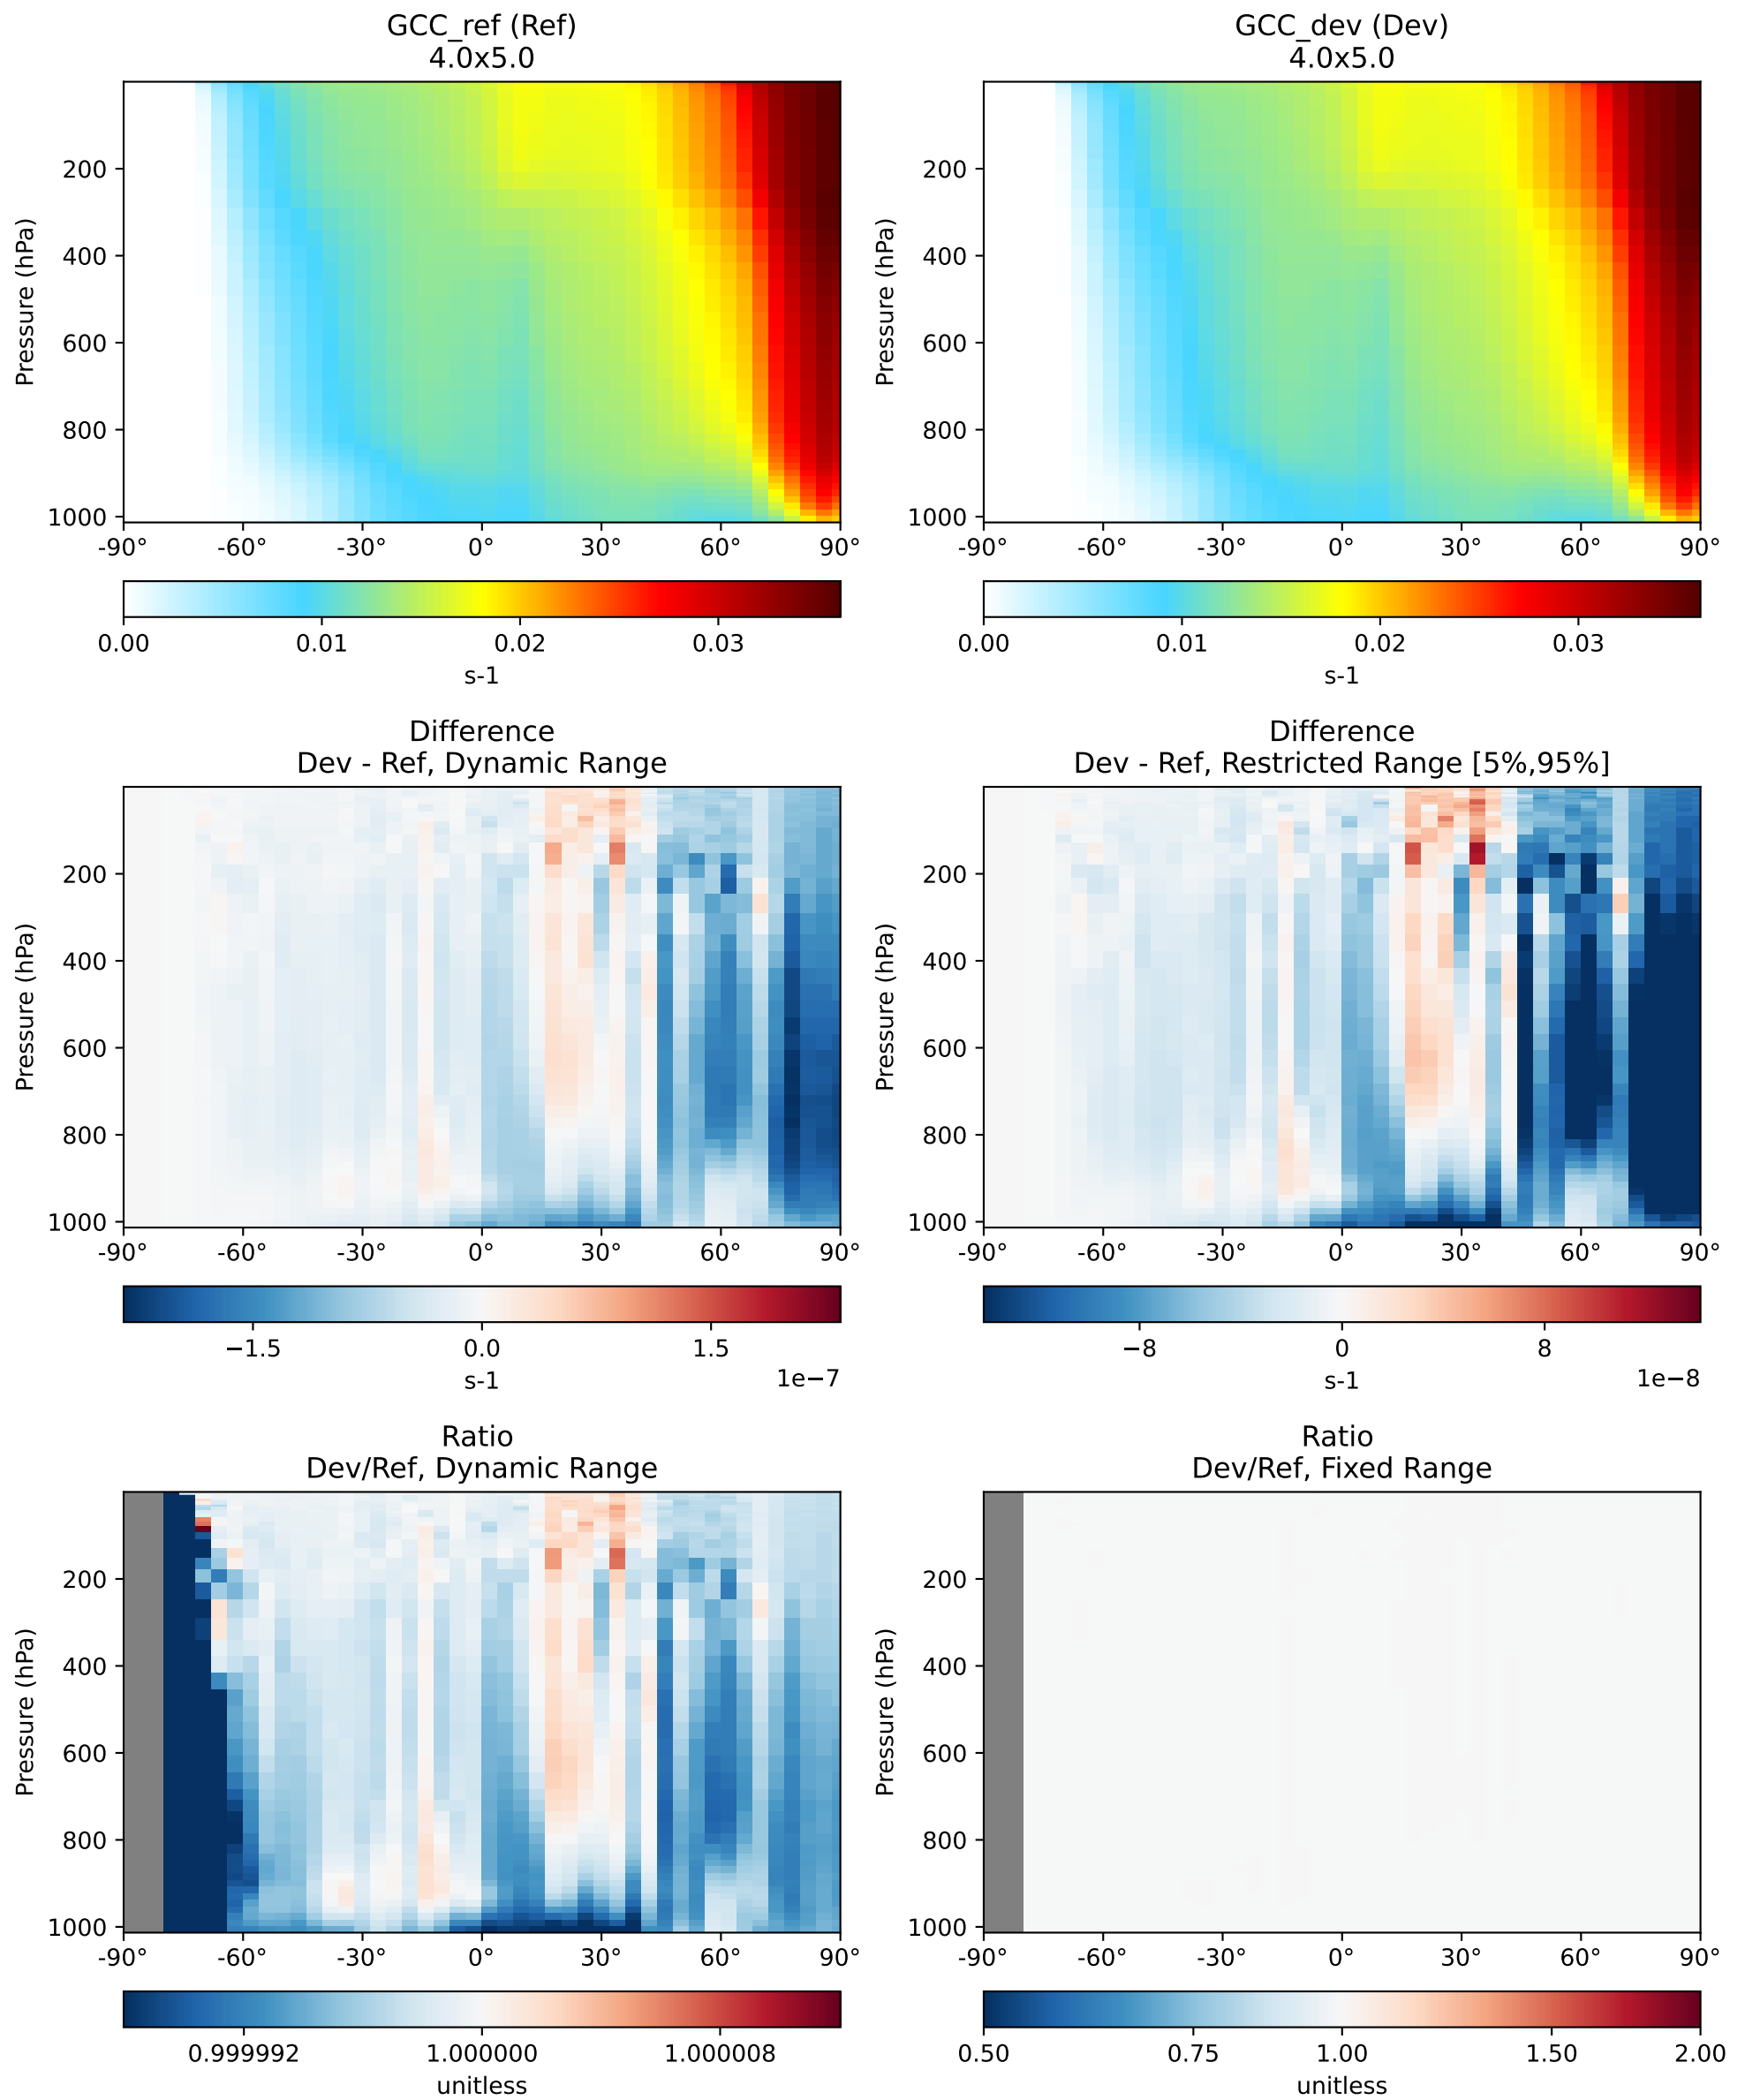 GCC_ref (Ref)
4.0x5.0
Pressure (hPa)
200
400
600
800
1000
-90° -60° -30° 0° 30° 60° 90°
0.00 0.01 0.02 0.03
s-1
GCC_dev (Dev)
4.0x5.0
Pressure (hPa)
200
400
600
800
1000
-90° -60° -30° 0° 30° 60° 90°
0.00 0.01 0.02 0.03
s-1
Difference
Dev - Ref, Dynamic Range
Pressure (hPa)
200
400
600
800
1000
-90° -60° -30° 0° 30° 60° 90°
−1.5 0.0 1.5
s-1
1e−7
Difference
Dev - Ref, Restricted Range [5%,95%]
Pressure (hPa)
200
400
600
800
1000
-90° -60° -30° 0° 30° 60° 90°
−8 0 8
s-1
1e−8
Ratio
Dev/Ref, Dynamic Range
Pressure (hPa)
200
400
600
800
1000
-90° -60° -30° 0° 30° 60° 90°
0.999992 1.000000 1.000008
unitless
Ratio
Dev/Ref, Fixed Range
Pressure (hPa)
200
400
600
800
1000
-90° -60° -30° 0° 30° 60° 90°
0.50 0.75 1.00 1.50 2.00
unitless